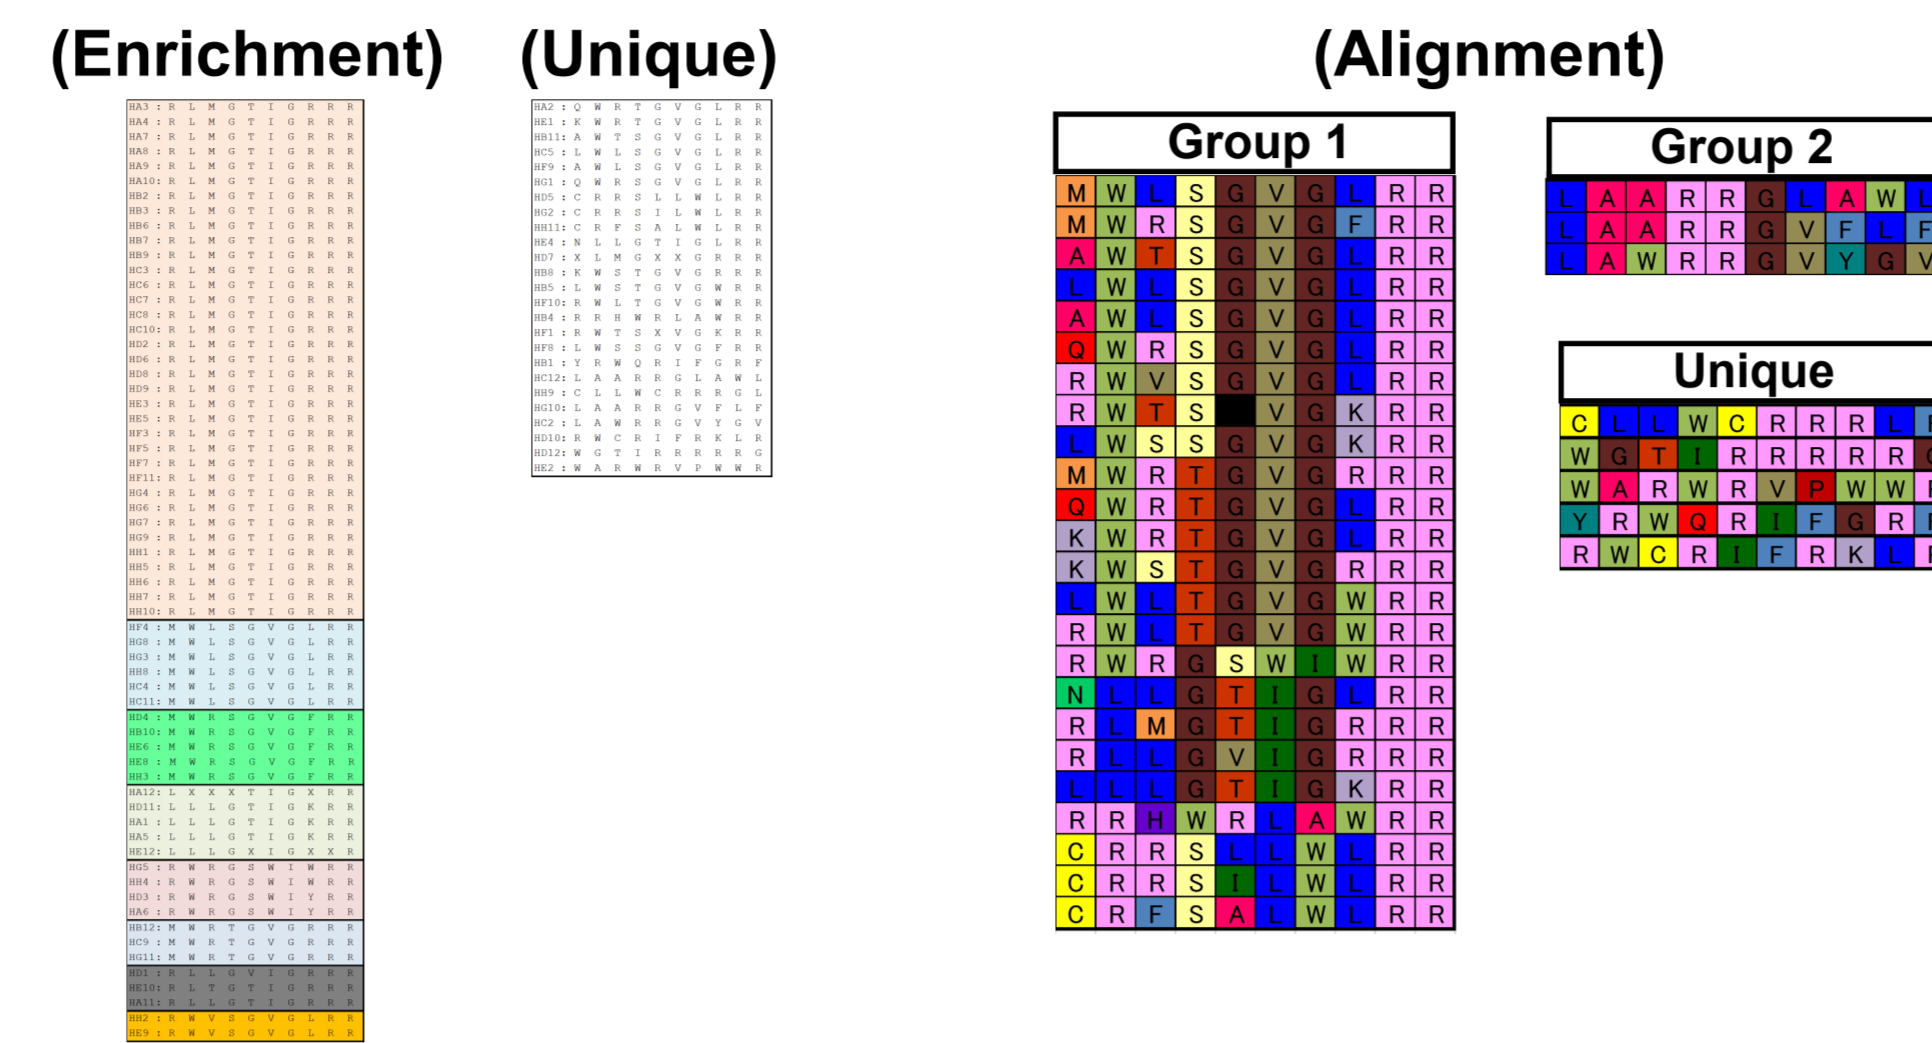 (Enrichment)
HA3 : R L M G T I G R R R
HA4 : R L M G T I G R R R
HA7 : R L M G T I G R R R
HA8 : R L M G T I G R R R
HA9 : R L M G T I G R R R
HA10: R L M G T I G R R R
HB2 : R L M G T I G R R R
HB3 : R L M G T I G R R R
HB6 : R L M G T I G R R R
HB7 : R L M G T I G R R R
HB9 : R L M G T I G R R R
HC3 : R L M G T I G R R R
HC6 : R L M G T I G R R R
HC7 : R L M G T I G R R R
HC8 : R L M G T I G R R R
HC10: R L M G T I G R R R
HD2 : R L M G T I G R R R
HD6 : R L M G T I G R R R
HD8 : R L M G T I G R R R
HD9 : R L M G T I G R R R
HE3 : R L M G T I G R R R
HE5 : R L M G T I G R R R
HF3 : R L M G T I G R R R
HF5 : R L M G T I G R R R
HF7 : R L M G T I G R R R
HF11: R L M G T I G R R R
HG4 : R L M G T I G R R R
HG6 : R L M G T I G R R R
HG7 : R L M G T I G R R R
HG9 : R L M G T I G R R R
HH1 : R L M G T I G R R R
HH5 : R L M G T I G R R R
HH6 : R L M G T I G R R R
HH7 : R L M G T I G R R R
HH10: R L M G T I G R R R
HF4 : M W L S G V G L R R
HG8 : M W L S G V G L R R
HG3 : M W L S G V G L R R
HH8 : M W L S G V G L R R
HC4 : M W L S G V G L R R
HC11: M W L S G V G L R R
HD4 : M W R S G V G F R R
HB10: M W R S G V G F R R
HE6 : M W R S G V G F R R
HE8 : M W R S G V G F R R
HH3 : M W R S G V G F R R
HA12: L X X X T I G X R R
HD11: L L L G T I G K R R
HA1 : L L L G T I G K R R
HA5 : L L L G T I G K R R
HE12: L L L G X I G X X R
HG5 : R W R G S W I W R R
HH4 : R W R G S W I W R R
HD3 : R W R G S W I Y R R
HA6 : R W R G S W I Y R R
HB12: M W R T G V G R R R
HC9 : M W R T G V G R R R
HG11: M W R T G V G R R R
HD1 : R L L G V I G R R R
HE10: R L T G T I G R R R
HA11: R L L G T I G R R R
HH2 : R W V S G V G L R R
HE9 : R W V S G V G L R R
(Unique)
HA2 : Q W R T G V G L R R
HE1 : K W R T G V G L R R
HB11: A W T S G V G L R R
HC5 : L W L S G V G L R R
HF9 : A W L S G V G L R R
HG1 : Q W R S G V G L R R
HD5 : C R R S L L W L R R
HG2 : C R R S I L W L R R
HH11: C R F S A L W L R R
HE4 : N L L G T I G L R R
HD7 : X L M G X X G R R R
HB8 : K W S T G V G R R R
HB5 : L W S T G V G W R R
HF10: R W L T G V G W R R
HB4 : R R H W R L A W R R
HF1 : R W T S X V G K R R
HF8 : L W S S G V G F R R
HB1 : Y R W Q R I F G R F
HC12: L A A R R G L A W L
HH9 : C L L W C R R R G L
HG10: L A A R R G V F L F
HC2 : L A W R R G V Y G V
HD10: R W C R I F R K L R
HD12: W G T I R R R R R G
HE2 : W A R W R V P W W R
(Alignment)
Group 1
M W L S G V G L R R
M W R S G V G F R R
A W T S G V G L R R
L W L S G V G L R R
A W L S G V G L R R
Q W R S G V G L R R
R W V S G V G L R R
R W T S V G K R R
L W S S G V G K R R
M W R T G V G R R R
Q W R T G V G L R R
K W R T G V G L R R
K W S T G V G R R R
L W L T G V G W R R
R W L T G V G W R R
R W R G S W I W R R
N L L G T I G L R R
R L M G T I G R R R
R L L G V I G R R R
L L L G T I G K R R
R R H W R L A W R R
C R R S L L W L R R
C R R S I L W L R R
C R F S A L W L R R
Group 2
L A A R R G L A W L
L A A R R G V F L F
L A W R R G V Y G V
Unique
C L L W C R R R L
W G T I R R R R R
W A R W R V P W W
Y R W Q R I F G R
R W C R I F R K L